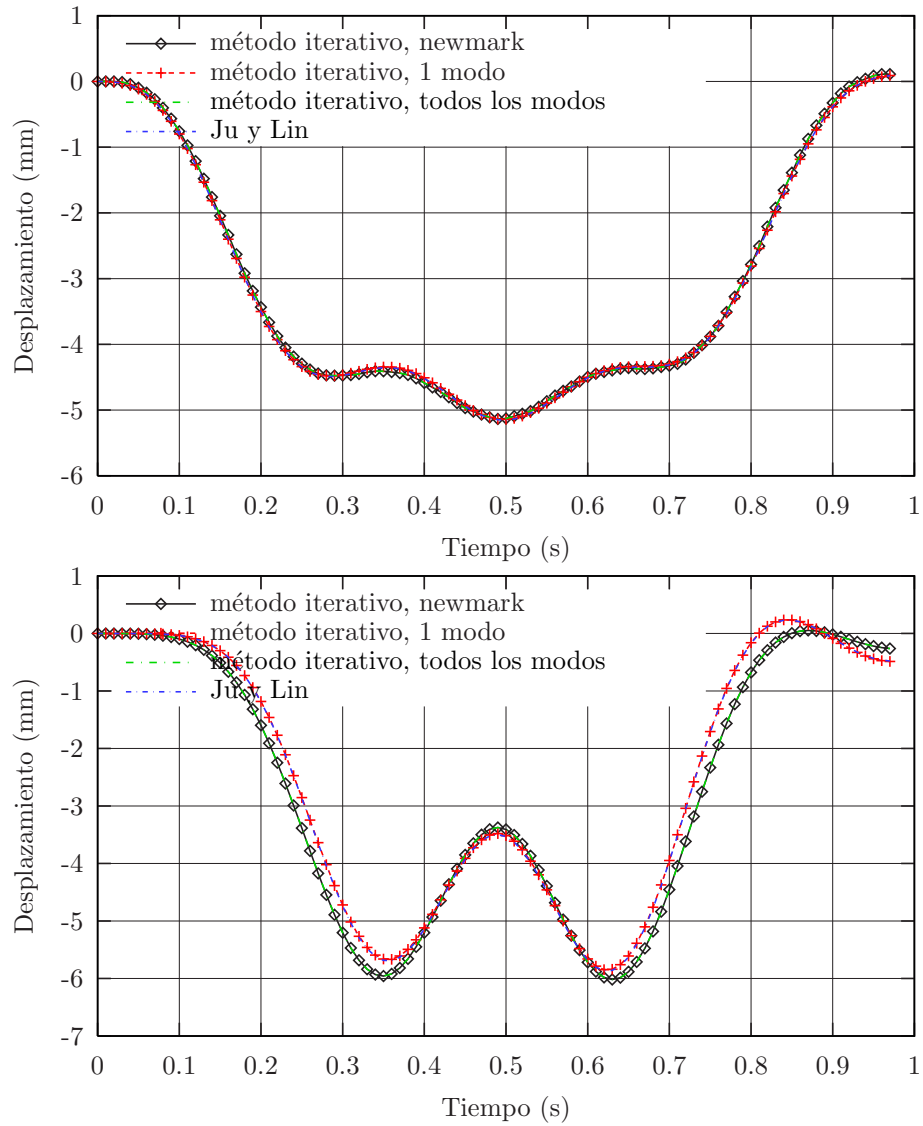 1
0
-1
-2
-3
-4
-5
-6
Desplazamiento (mm)
método iterativo, newmark
método iterativo, 1 modo
método iterativo, todos los modos
Ju y Lin
0 0.1 0.2 0.3 0.4 0.5 0.6 0.7 0.8 0.9 1
Tiempo (s)
1
0
-1
-2
-3
-4
-5
-6
-7
Desplazamiento (mm)
método iterativo, newmark
método iterativo, 1 modo
método iterativo, todos los modos
Ju y Lin
0 0.1 0.2 0.3 0.4 0.5 0.6 0.7 0.8 0.9 1
Tiempo (s)